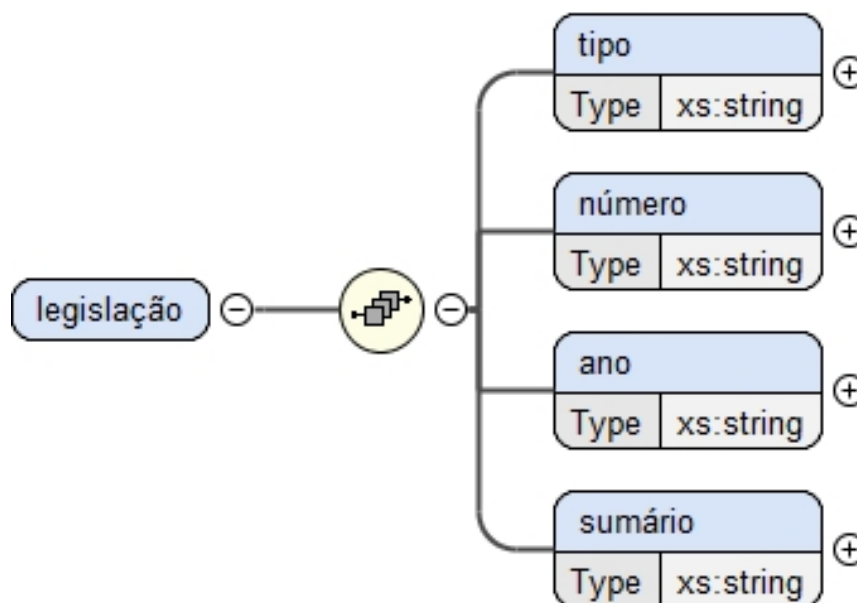 tipo
Type xs:string
número
Type xs:string
legislação
ano
Type xs:string
sumário
Type xs:string